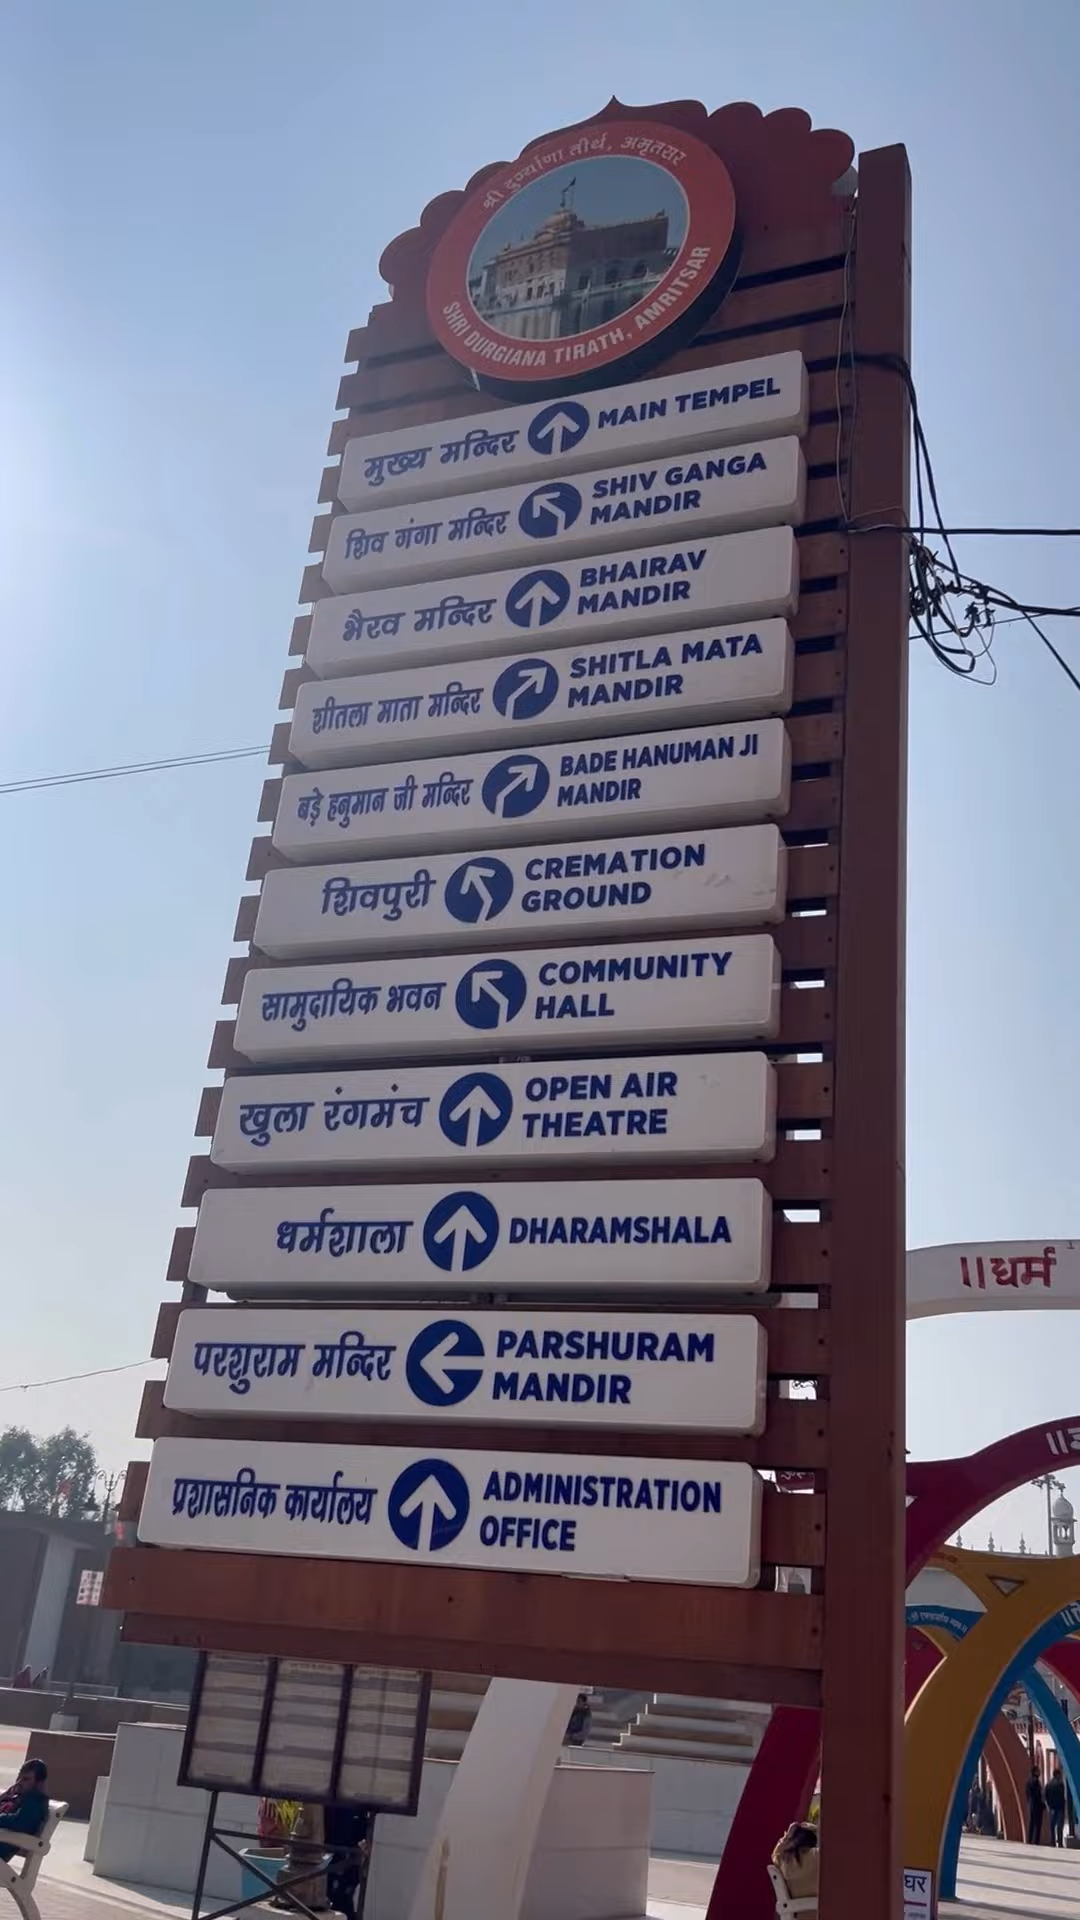 श्री दुर्ग्याणा तीर्थ, अमृतसर
SHRI DURGIANA TIRATH, AMRITSAR
मुख्य मन्दिर MAIN TEMPEL
शिव गंगा मन्दिर SHIV GANGA
MANDIR
भैरव मन्दिर BHAIRAV
MANDIR
शीतला माता मन्दिर SHITLA MATA
MANDIR
बड़े हनुमान जी मन्दिर BADE HANUMAN JI
MANDIR
शिवपुरी CREMATION
GROUND
सामुदायिक भवन COMMUNITY
HALL
खुला रंगमंच OPEN AIR
THEATRE
धर्मशाला DHARAMSHALA
परशुराम मन्दिर PARSHURAM
MANDIR
प्रशासनिक कार्यालय ADMINISTRATION
OFFICE
।।धर्म
घर